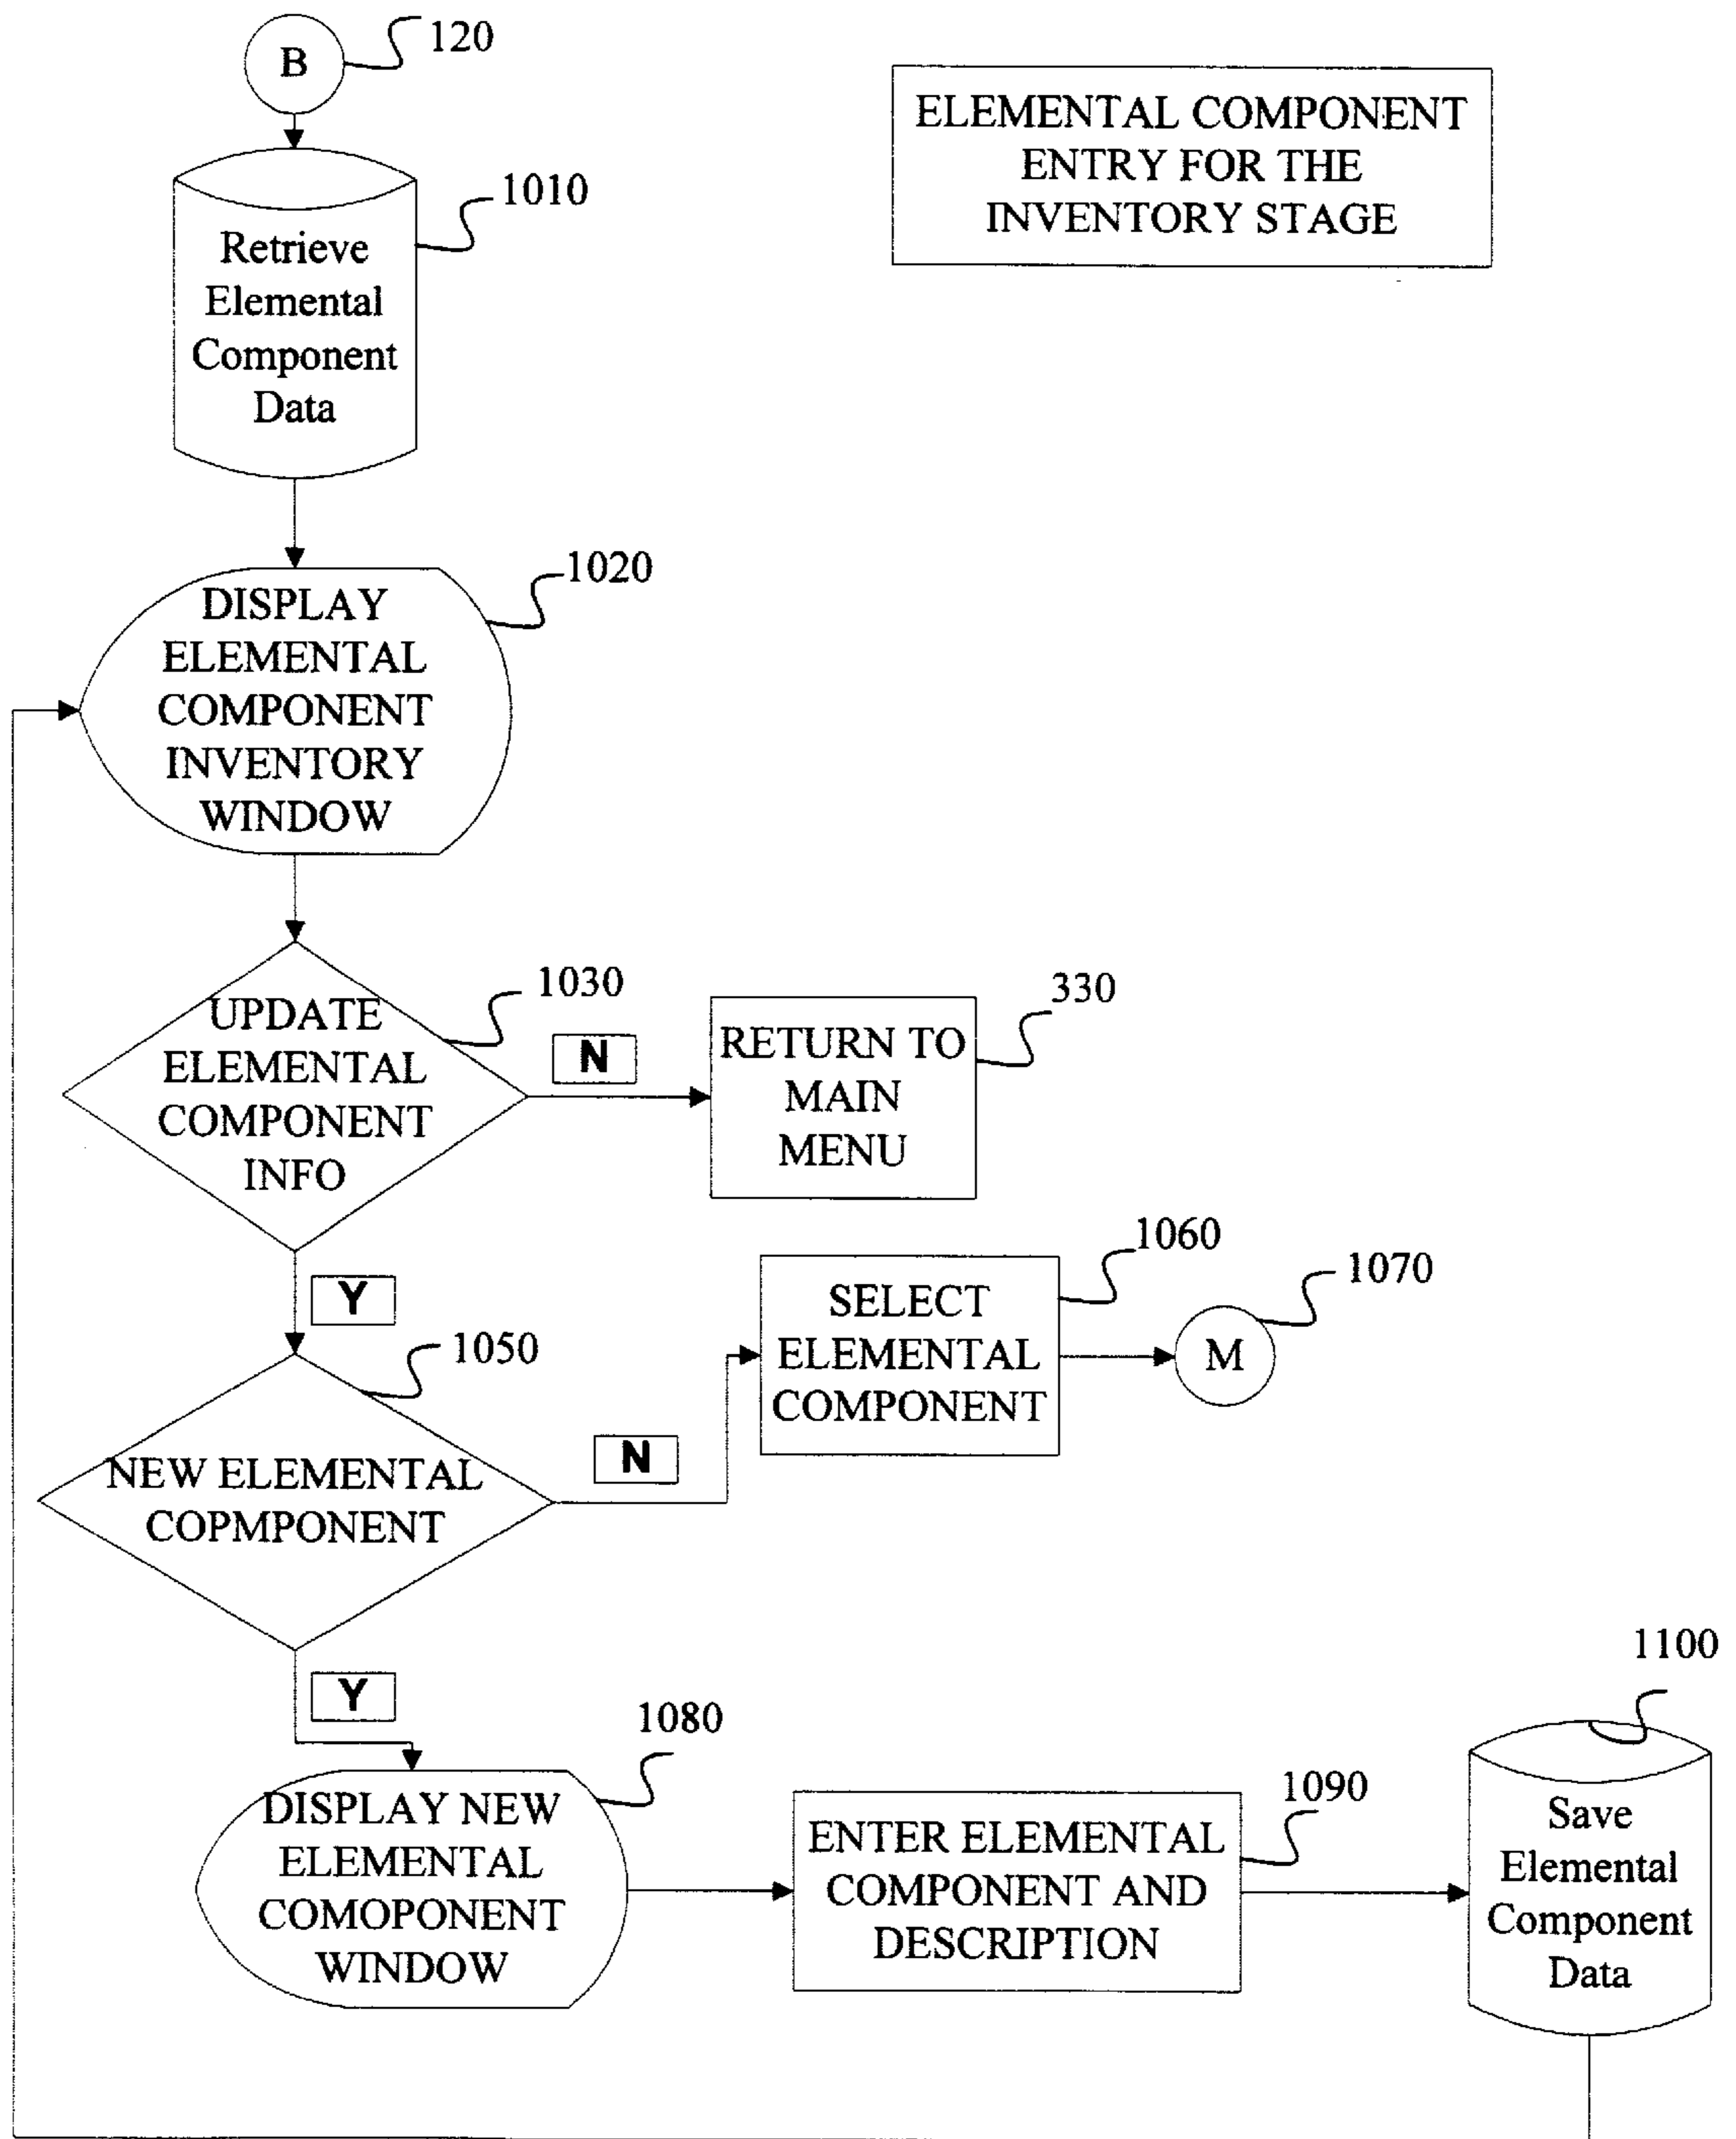 B
120
ELEMENTAL COMPONENT
ENTRY FOR THE
INVENTORY STAGE
1010
Retrieve
Elemental
Component
Data
1020
DISPLAY
ELEMENTAL
COMPONENT
INVENTORY
WINDOW
1030
UPDATE
ELEMENTAL
COMPONENT
INFO
N
330
RETURN TO
MAIN
MENU
Y
1060
SELECT
ELEMENTAL
COMPONENT
1070
M
1050
NEW ELEMENTAL
COPMPONENT
N
Y
1080
DISPLAY NEW
ELEMENTAL
COMOPONENT
WINDOW
1090
ENTER ELEMENTAL
COMPONENT AND
DESCRIPTION
1100
Save
Elemental
Component
Data